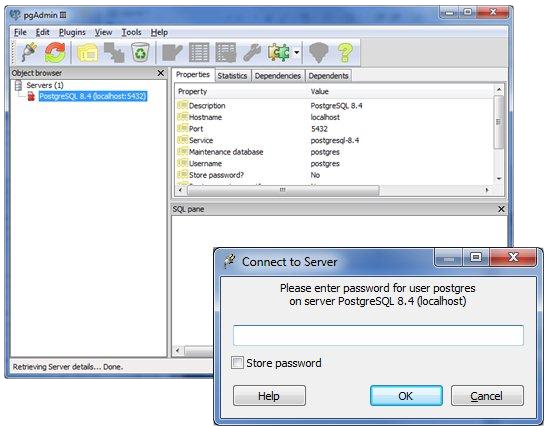 pgAdmin III
File Edit Plugins View Tools Help
Object browser
Servers (1)
PostgreSQL 8.4 (localhost:5432)
Properties Statistics Dependencies Dependents
Property Value
Description PostgreSQL 8.4
Hostname localhost
Port 5432
Service postgresql-8.4
Maintenance database postgres
Username postgres
Store password? No
SQL pane
Retrieving Server details... Done.
Connect to Server
Please enter password for user postgres
on server PostgreSQL 8.4 (localhost)
Store password
Help OK Cancel